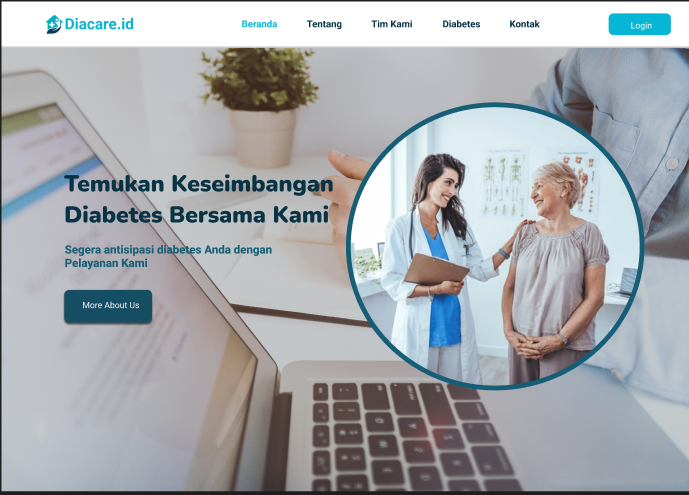 Diacare.id
Beranda
Tentang
Tim Kami
Diabetes
Kontak
Login
Temukan Keseimbangan
Diabetes Bersama Kami
Segera antisipasi diabetes Anda dengan
Pelayanan Kami
More About Us